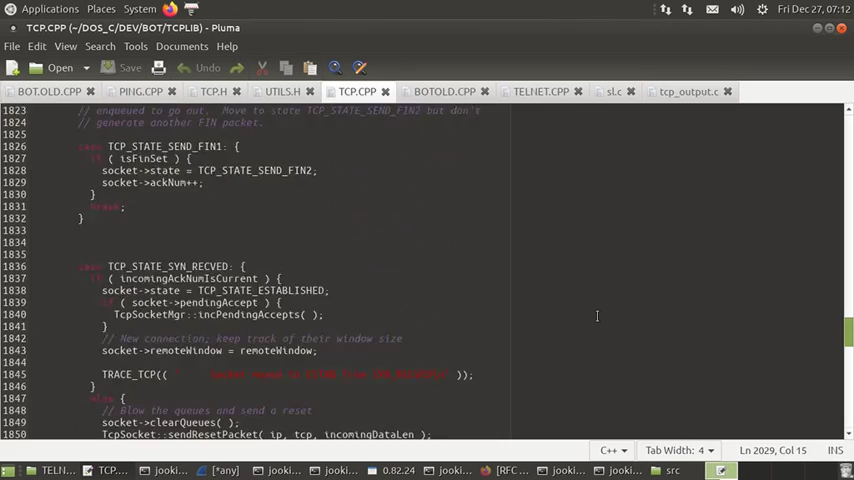 Applications Places System Fri Dec 27, 07:12
TCP.CPP (~/DOS_C/DEV/BOT/TCPLIB) - Pluma
File Edit View Search Tools Documents Help
Open Save Undo
BOT.OLD.CPP PING.CPP TCP.H UTILS.H TCP.CPP BOTOLD.CPP TELNET.CPP sl.c tcp_output.c
1823 // enqueued to go out. Move to state TCP_STATE_SEND_FIN2 but don't
1824 // generate another FIN packet.
1825
1826 case TCP_STATE_SEND_FIN1: {
1827 if ( isFinSet ) {
1828 socket->state = TCP_STATE_SEND_FIN2;
1829 socket->ackNum++;
1830 }
1831 break;
1832 }
1833
1834
1835
1836 case TCP_STATE_SYN_RECVED: {
1837 if ( incomingAckNumIsCurrent ) {
1838 socket->state = TCP_STATE_ESTABLISHED;
1839 if ( socket->pendingAccept ) {
1840 TcpSocketMgr::incPendingAccepts( );
1841 }
1842 // New connection; keep track of their window size
1843 socket->remoteWindow = remoteWindow;
1844
1845 TRACE_TCP(( ));
1846 }
1847 else {
1848 // Blow the queues and send a reset
1849 socket->clearQueues( );
1850 TcpSocket::sendResetPacket( ip, tcp, incomingDataLen );
C++ Tab Width: 4 Ln 2029, Col 15 INS
TELN... TCP.... jooki... [*any] jooki... jooki... 0.82.24 jooki... [RFC ... jooki... jooki... src